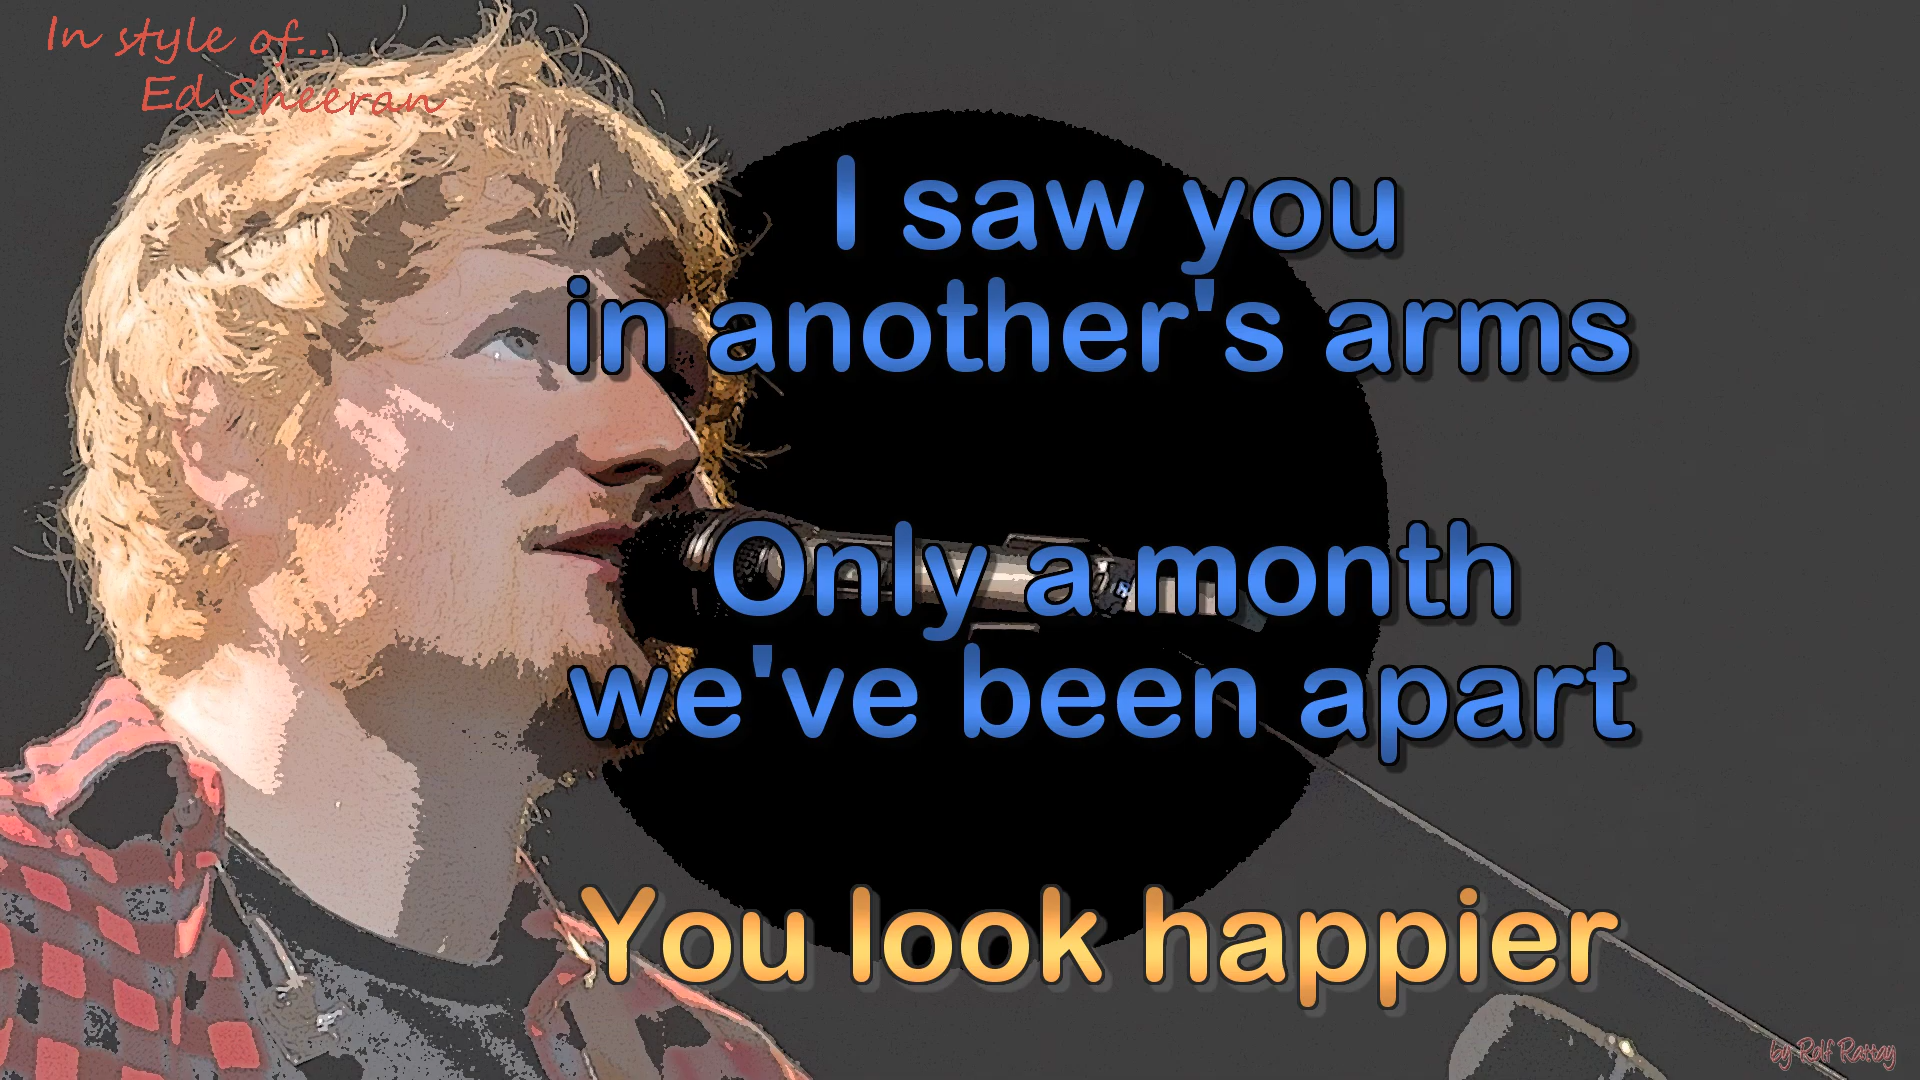 In style of...
Ed Sheeran
I saw you
in another's arms
Only a month
we've been apart
You look happier
by Rolf Rattay